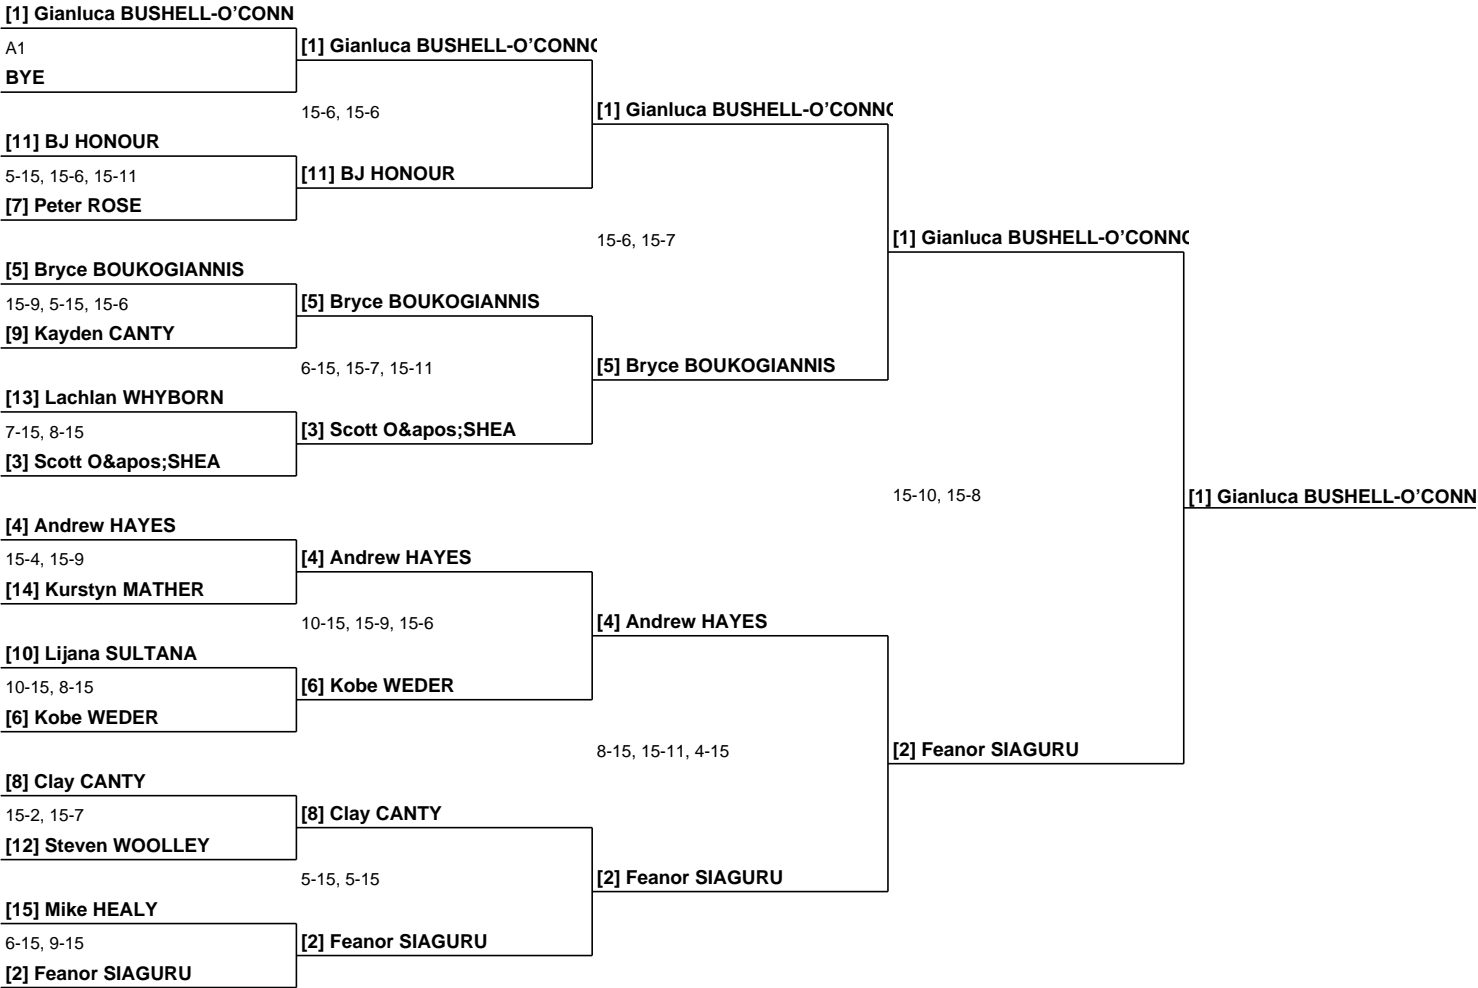 [1] Gianluca BUSHELL-O’CONN
A1
BYE
[11] BJ HONOUR
5-15, 15-6, 15-11
[7] Peter ROSE
[5] Bryce BOUKOGIANNIS
15-9, 5-15, 15-6
[9] Kayden CANTY
[13] Lachlan WHYBORN
7-15, 8-15
[3] Scott O&apos;SHEA
[4] Andrew HAYES
15-4, 15-9
[14] Kurstyn MATHER
[10] Lijana SULTANA
10-15, 8-15
[6] Kobe WEDER
[8] Clay CANTY
15-2, 15-7
[12] Steven WOOLLEY
[15] Mike HEALY
6-15, 9-15
[2] Feanor SIAGURU
[1] Gianluca BUSHELL-O’CONNO
15-6, 15-6
[11] BJ HONOUR
[5] Bryce BOUKOGIANNIS
6-15, 15-7, 15-11
[3] Scott O&apos;SHEA
[4] Andrew HAYES
10-15, 15-9, 15-6
[6] Kobe WEDER
[8] Clay CANTY
5-15, 5-15
[2] Feanor SIAGURU
[1] Gianluca BUSHELL-O’CONNO
15-6, 15-7
[5] Bryce BOUKOGIANNIS
[4] Andrew HAYES
8-15, 15-11, 4-15
[2] Feanor SIAGURU
[1] Gianluca BUSHELL-O’CONNO
15-10, 15-8
[2] Feanor SIAGURU
[1] Gianluca BUSHELL-O’CONN